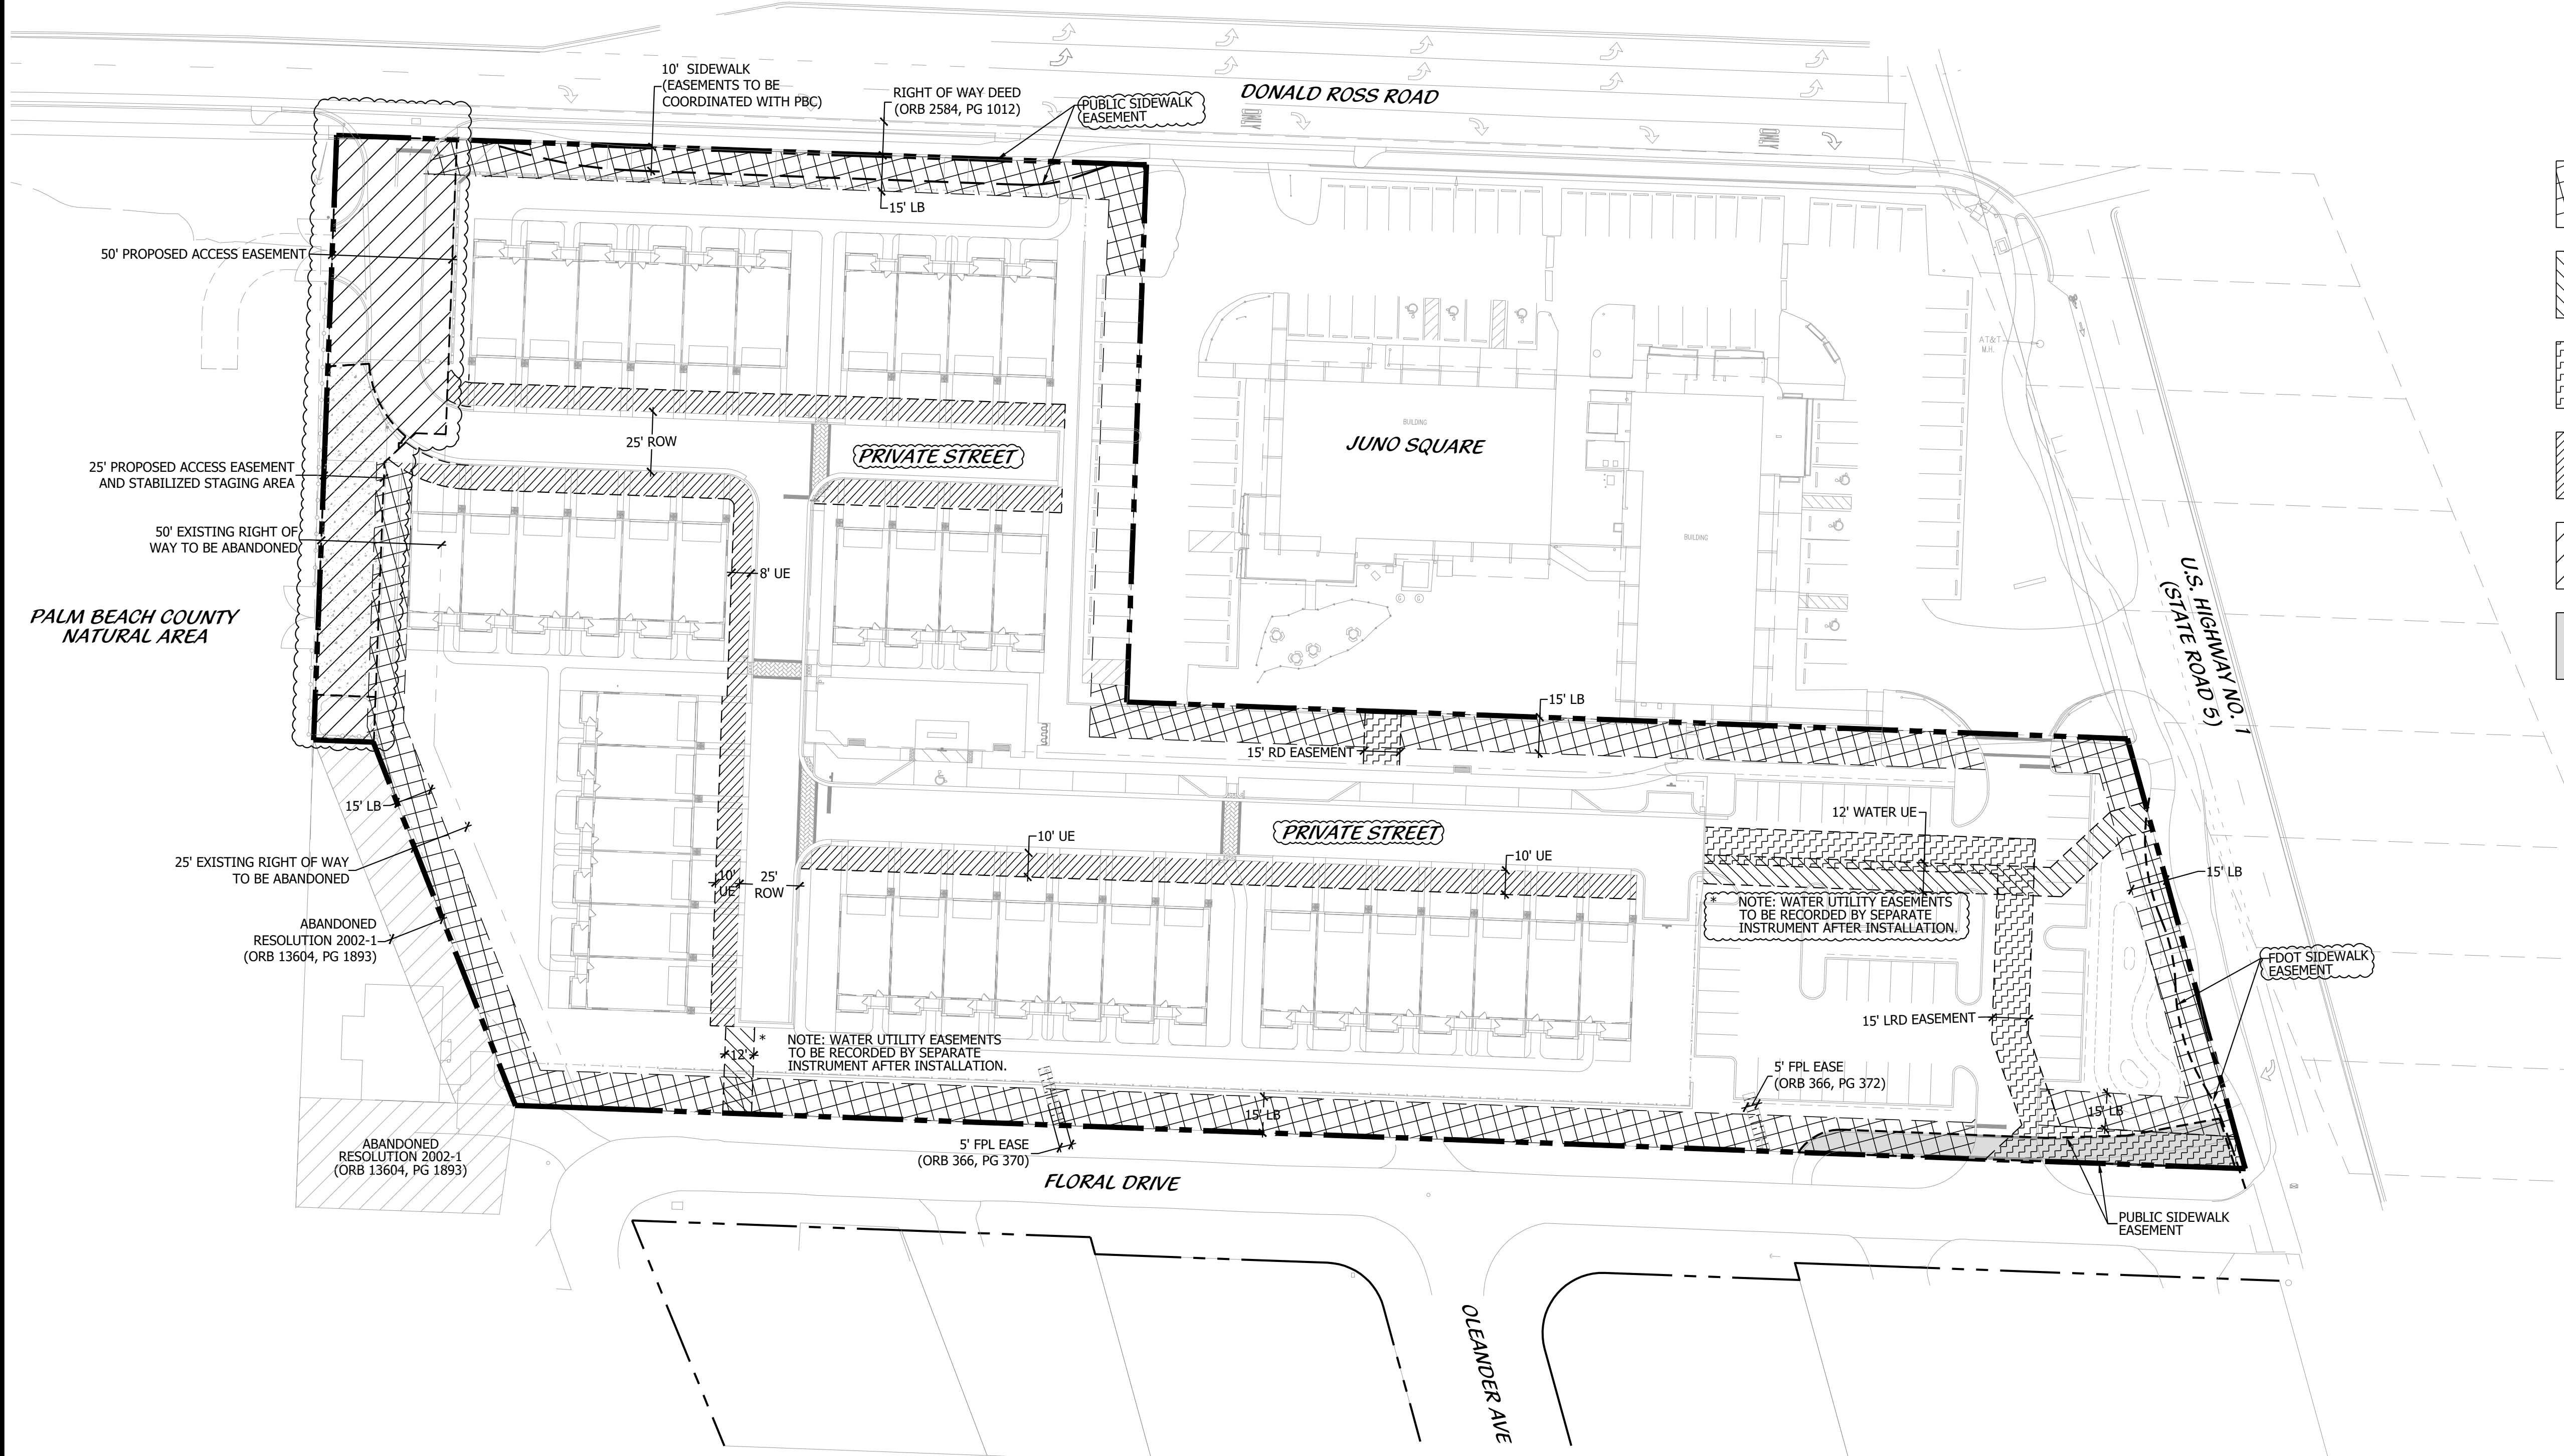 10' SIDEWALK
(EASEMENTS TO BE
COORDINATED WITH PBC)
RIGHT OF WAY DEED
(ORB 2584, PG 1012)
PUBLIC SIDEWALK
EASEMENT
DONALD ROSS ROAD
ONLY
ONLY
15' LB
50' PROPOSED ACCESS EASEMENT
AT&T
M.H.
25' ROW
PRIVATE STREET
BUILDING
JUNO SQUARE
BUILDING
25' PROPOSED ACCESS EASEMENT
AND STABILIZED STAGING AREA
50' EXISTING RIGHT OF
WAY TO BE ABANDONED
8' UE
PALM BEACH COUNTY
NATURAL AREA
U.S. HIGHWAY NO. 1
(STATE ROAD 5)
15' LB
15' RD EASEMENT
15' LB
12' WATER UE
10' UE
PRIVATE STREET
10' UE
25' EXISTING RIGHT OF WAY
TO BE ABANDONED
10'
UE
25'
ROW
15' LB
* NOTE: WATER UTILITY EASEMENTS
TO BE RECORDED BY SEPARATE
INSTRUMENT AFTER INSTALLATION.
ABANDONED
RESOLUTION 2002-1
(ORB 13604, PG 1893)
FDOT SIDEWALK
EASEMENT
15' LRD EASEMENT
12'
* NOTE: WATER UTILITY EASEMENTS
TO BE RECORDED BY SEPARATE
INSTRUMENT AFTER INSTALLATION.
5' FPL EASE
(ORB 366, PG 372)
15' LB
15' LB
ABANDONED
RESOLUTION 2002-1
(ORB 13604, PG 1893)
5' FPL EASE
(ORB 366, PG 370)
FLORAL DRIVE
PUBLIC SIDEWALK
EASEMENT
OLEANDER AVE